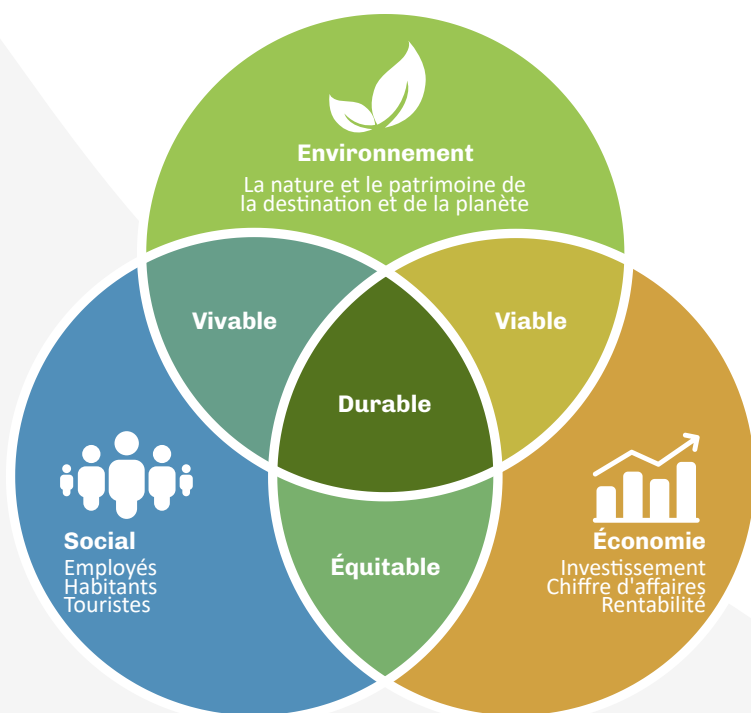 Environnement
La nature et le patrimoine de
la destination et de la planète
Vivable
Viable
Durable
Social
Employés
Habitants
Touristes
Équitable
Économie
Investissement
Chiffre d'affaires
Rentabilité